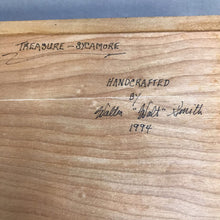 TREASURE - SYCAMORE
HANDCRAFTED
BY
Walter "Walt" Smith
1994